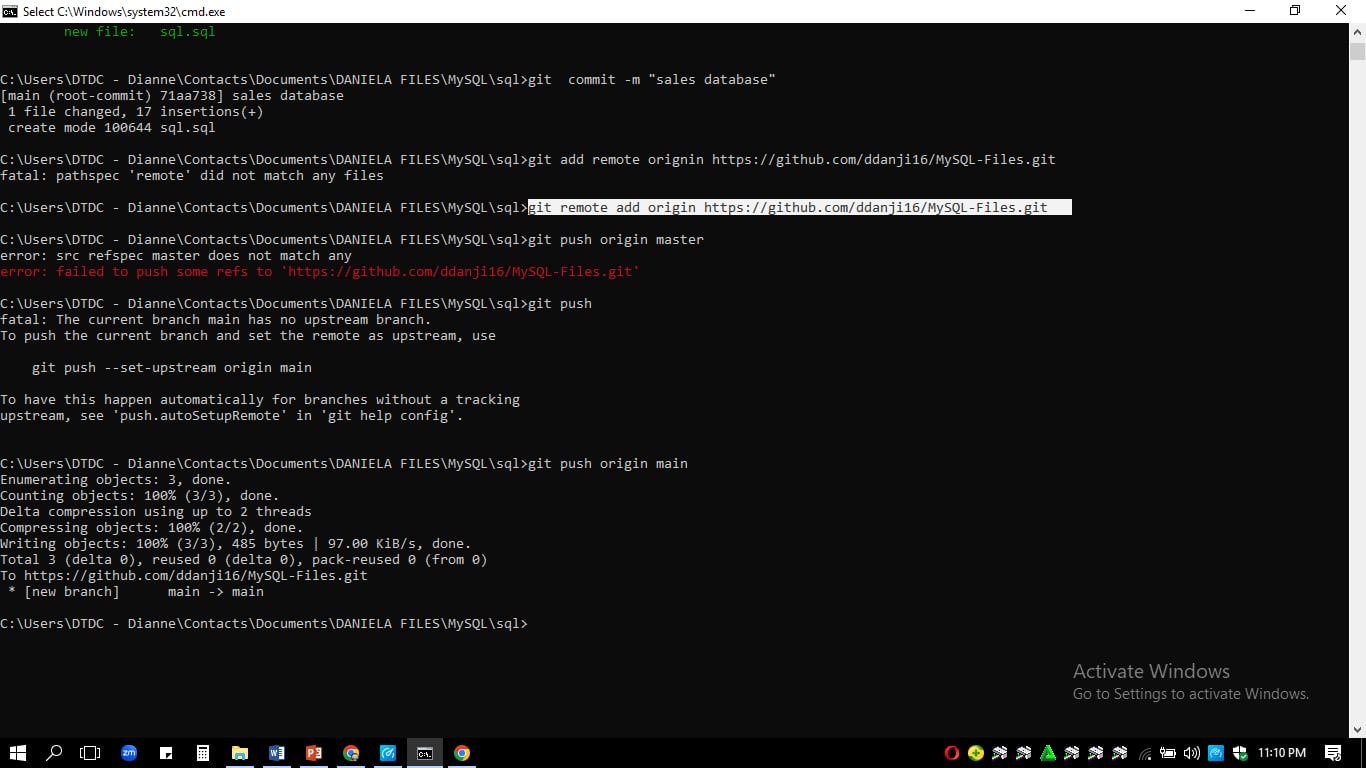 Select C:\Windows\system32\cmd.exe
new file:   sql.sql
C:\Users\DTDC - Dianne\Contacts\Documents\DANIELA FILES\MySQL\sql>git  commit -m "sales database"
[main (root-commit) 71aa738] sales database
 1 file changed, 17 insertions(+)
 create mode 100644 sql.sql
C:\Users\DTDC - Dianne\Contacts\Documents\DANIELA FILES\MySQL\sql>git add remote orignin https://github.com/ddanji16/MySQL-Files.git
fatal: pathspec 'remote' did not match any files
C:\Users\DTDC - Dianne\Contacts\Documents\DANIELA FILES\MySQL\sql>git remote add origin https://github.com/ddanji16/MySQL-Files.git
C:\Users\DTDC - Dianne\Contacts\Documents\DANIELA FILES\MySQL\sql>git push origin master
error: src refspec master does not match any
error: failed to push some refs to 'https://github.com/ddanji16/MySQL-Files.git'
C:\Users\DTDC - Dianne\Contacts\Documents\DANIELA FILES\MySQL\sql>git push
fatal: The current branch main has no upstream branch.
To push the current branch and set the remote as upstream, use
    git push --set-upstream origin main
To have this happen automatically for branches without a tracking
upstream, see 'push.autoSetupRemote' in 'git help config'.
C:\Users\DTDC - Dianne\Contacts\Documents\DANIELA FILES\MySQL\sql>git push origin main
Enumerating objects: 3, done.
Counting objects: 100% (3/3), done.
Delta compression using up to 2 threads
Compressing objects: 100% (2/2), done.
Writing objects: 100% (3/3), 485 bytes | 97.00 KiB/s, done.
Total 3 (delta 0), reused 0 (delta 0), pack-reused 0 (from 0)
To https://github.com/ddanji16/MySQL-Files.git
 * [new branch]      main -> main
C:\Users\DTDC - Dianne\Contacts\Documents\DANIELA FILES\MySQL\sql>
Activate Windows
Go to Settings to activate Windows.
zm
11:10 PM